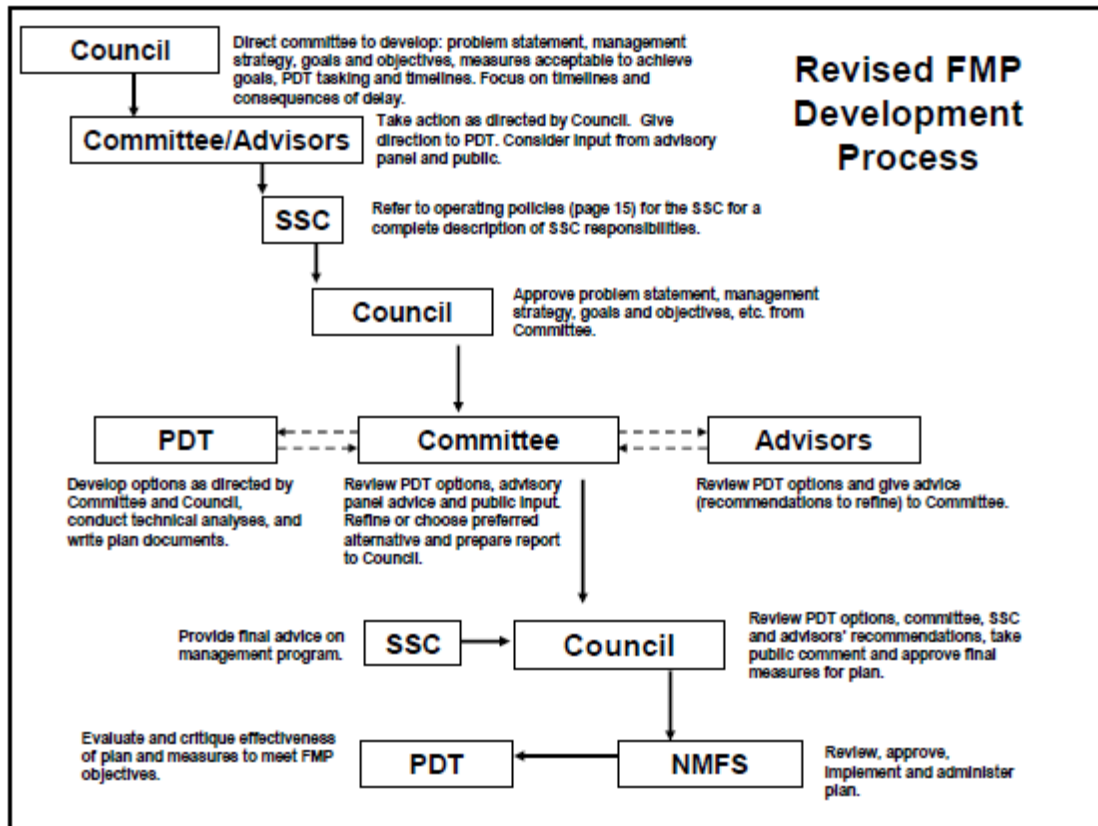 Council
Direct committee to develop: problem statement, management
strategy, goals and objectives, measures acceptable to achieve
goals, PDT tasking and timelines. Focus on timelines and
consequences of delay.
Revised FMP
Development
Process
Committee/Advisors
Take action as directed by Council. Give
direction to PDT. Consider input from advisory
panel and public.
SSC
Refer to operating policies (page 15) for the SSC for a
complete description of SSC responsibilities.
Council
Approve problem statement, management
strategy, goals and objectives, etc. from
Committee.
PDT
Committee
Advisors
Develop options as directed by
Committee and Council,
conduct technical analyses, and
write plan documents.
Review PDT options, advisory
panel advice and public input.
Refine or choose preferred
alternative and prepare report
to Council.
Review PDT options and give advice
(recommendations to refine) to Committee.
Provide final advice on
management program.
SSC
Council
Review PDT options, committee, SSC
and advisors' recommendations, take
public comment and approve final
measures for plan.
Evaluate and critique effectiveness
of plan and measures to meet FMP
objectives.
PDT
NMFS
Review, approve,
implement and administer
plan.